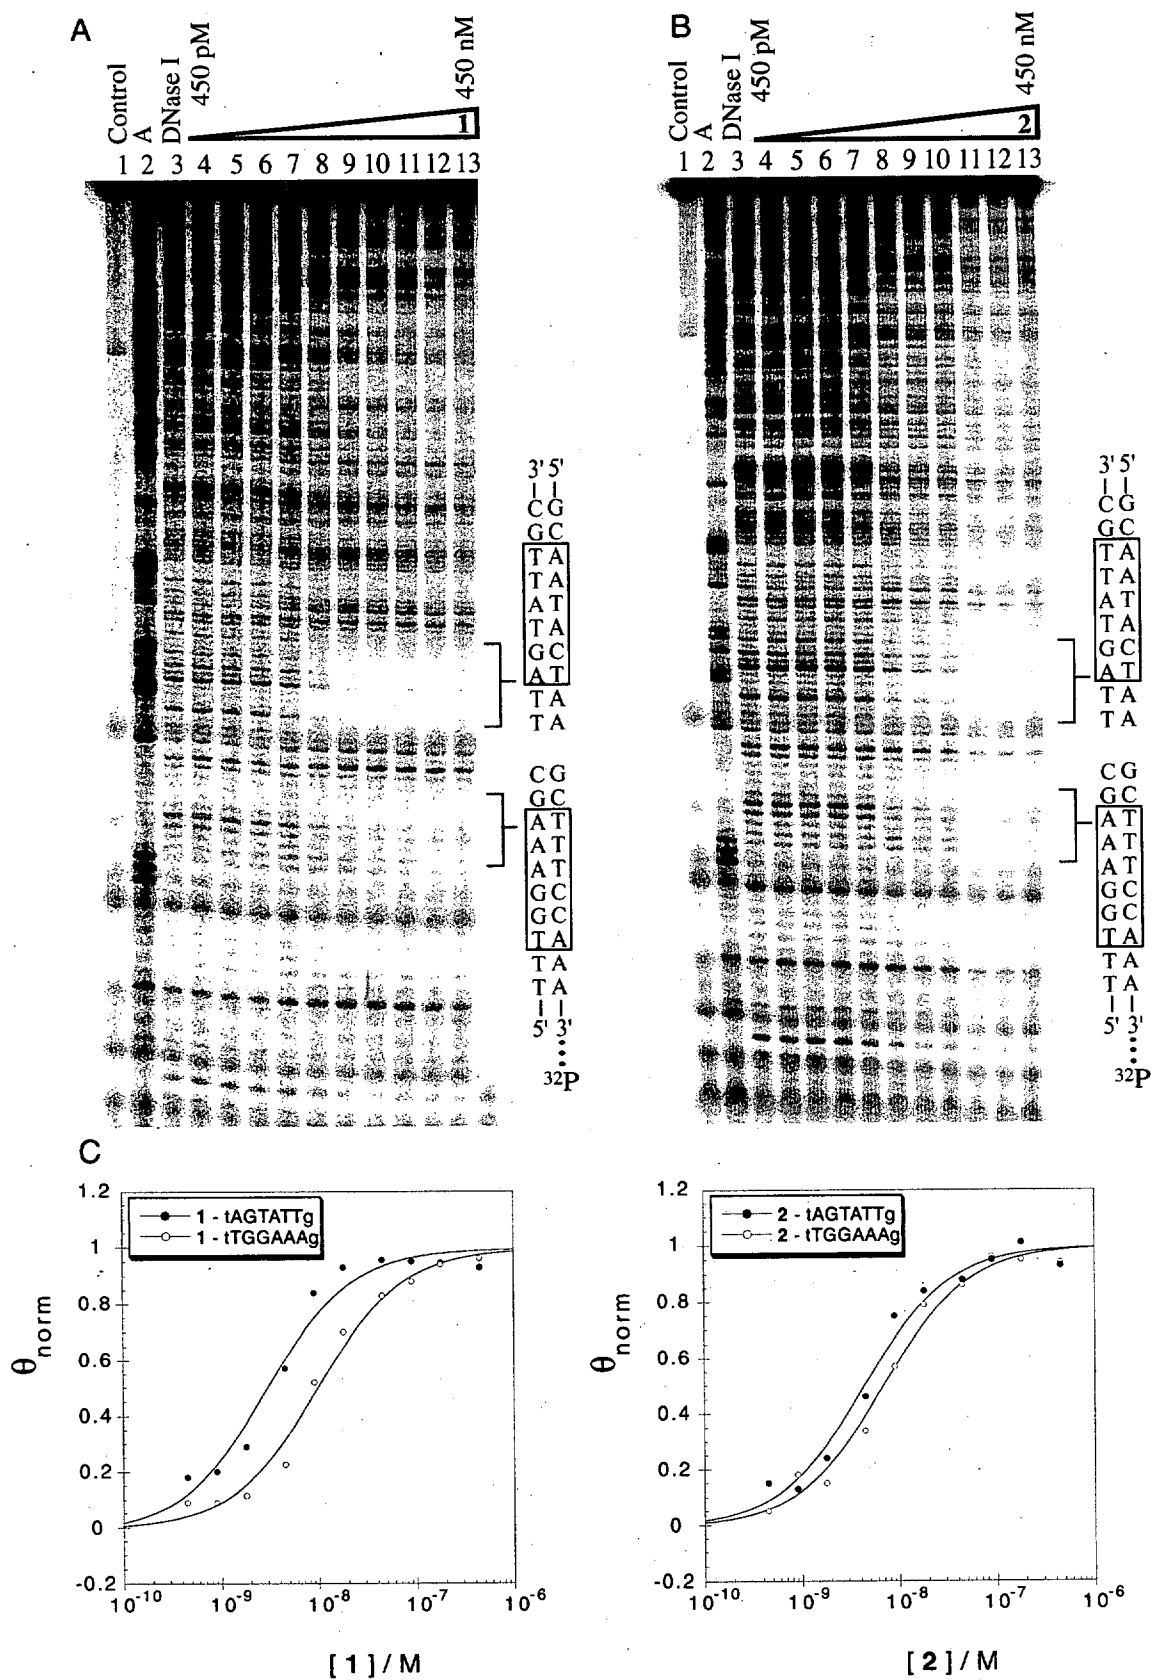 A
Control
A
DNase I
450 pM
450 nM
1
1 2 3 4 5 6 7 8 9 10 11 12 13
3' 5'
C G
G C
T A
T A
A T
T A
G C
A T
T A
T A
C G
G C
A T
A T
A T
G C
G C
T A
T A
T A
5' 3'
32P
B
Control
A
DNase I
450 pM
450 nM
2
1 2 3 4 5 6 7 8 9 10 11 12 13
3' 5'
C G
G C
T A
T A
A T
T A
G C
A T
T A
T A
C G
G C
A T
A T
A T
G C
G C
T A
T A
T A
5' 3'
32P
C
1.2
1
0.8
0.6
0.4
0.2
0
-0.2
θnorm
1 - tAGTATTg
1 - tTGGAAAg
10-10 10-9 10-8 10-7 10-6
[ 1 ] / M
1.2
1
0.8
0.6
0.4
0.2
0
-0.2
θnorm
2 - tAGTATTg
2 - tTGGAAAg
10-10 10-9 10-8 10-7 10-6
[ 2 ] / M